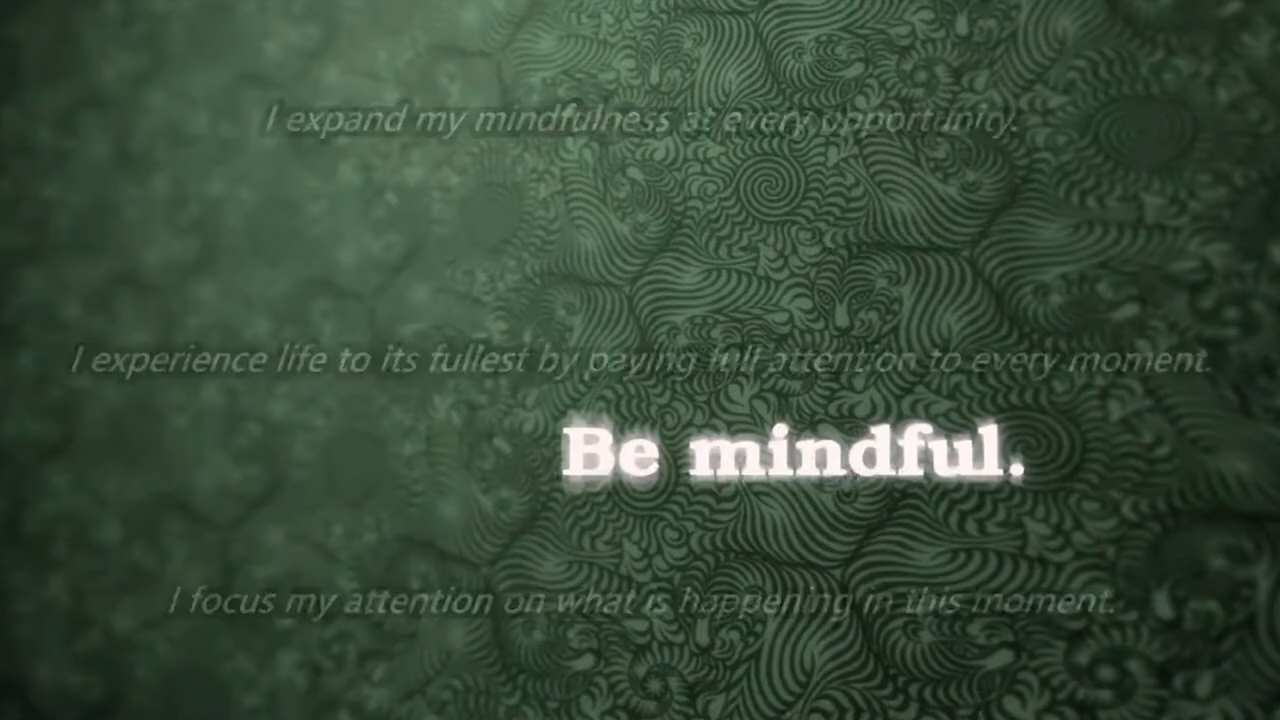 I expand my mindfulness at every opportunity.
I experience life to its fullest by paying full attention to every moment.
Be mindful.
I focus my attention on what is happening in this moment.